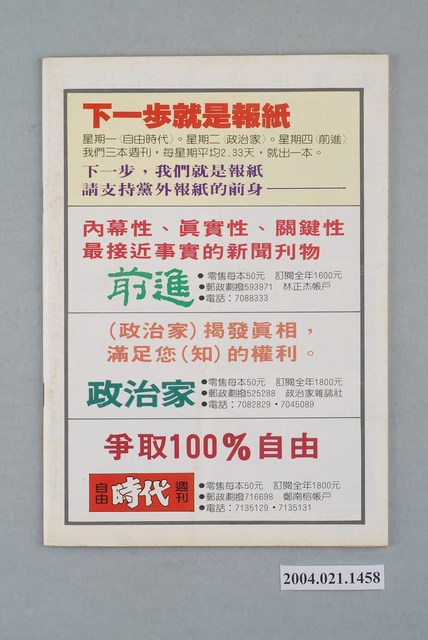 下一步就是報紙
星期一〈自由時代〉。星期二〈政治家〉。星期四〈前進〉
我們三本週刊，每星期平均2.33天，就出一本。
下一步，我們就是報紙
請支持黨外報紙的前身————
內幕性、眞實性、關鍵性
最接近事實的新聞刊物
前進
●零售每本50元 訂閱全年1600元
●郵政劃撥593971 林正杰帳戶
●電話：7088333
（政治家）揭發眞相，
滿足您（知）的權利。
政治家
●零售每本50元 訂閱全年1800元
●郵政劃撥525288 政治家雜誌社
●電話：7082829・7045089
爭取100%自由
自由時代週刊
●零售每本50元 訂閱全年1800元
●郵政劃撥716698 鄭南榕帳戶
●電話：7135129・7135131
2004.021.1458